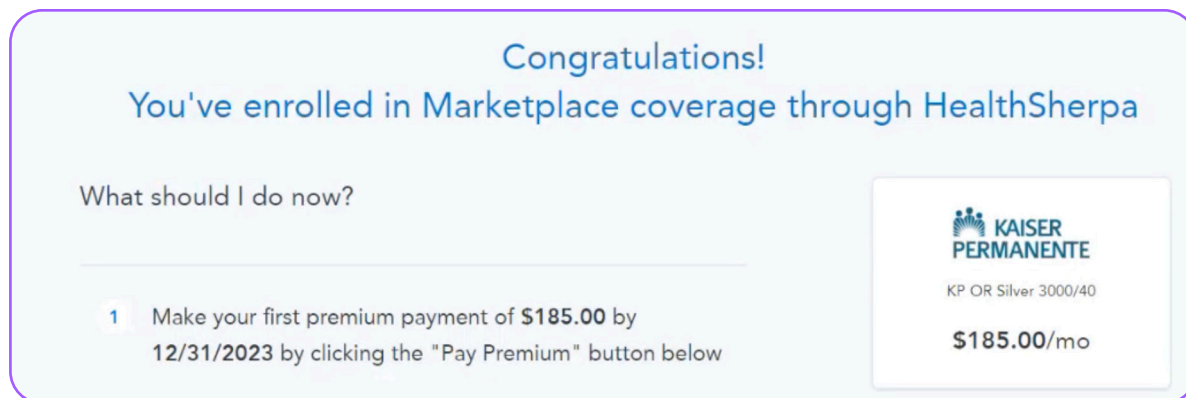 Congratulations!
You've enrolled in Marketplace coverage through HealthSherpa
What should I do now?
1 Make your first premium payment of $185.00 by
12/31/2023 by clicking the "Pay Premium" button below
KAISER
PERMANENTE
KP OR Silver 3000/40
$185.00/mo